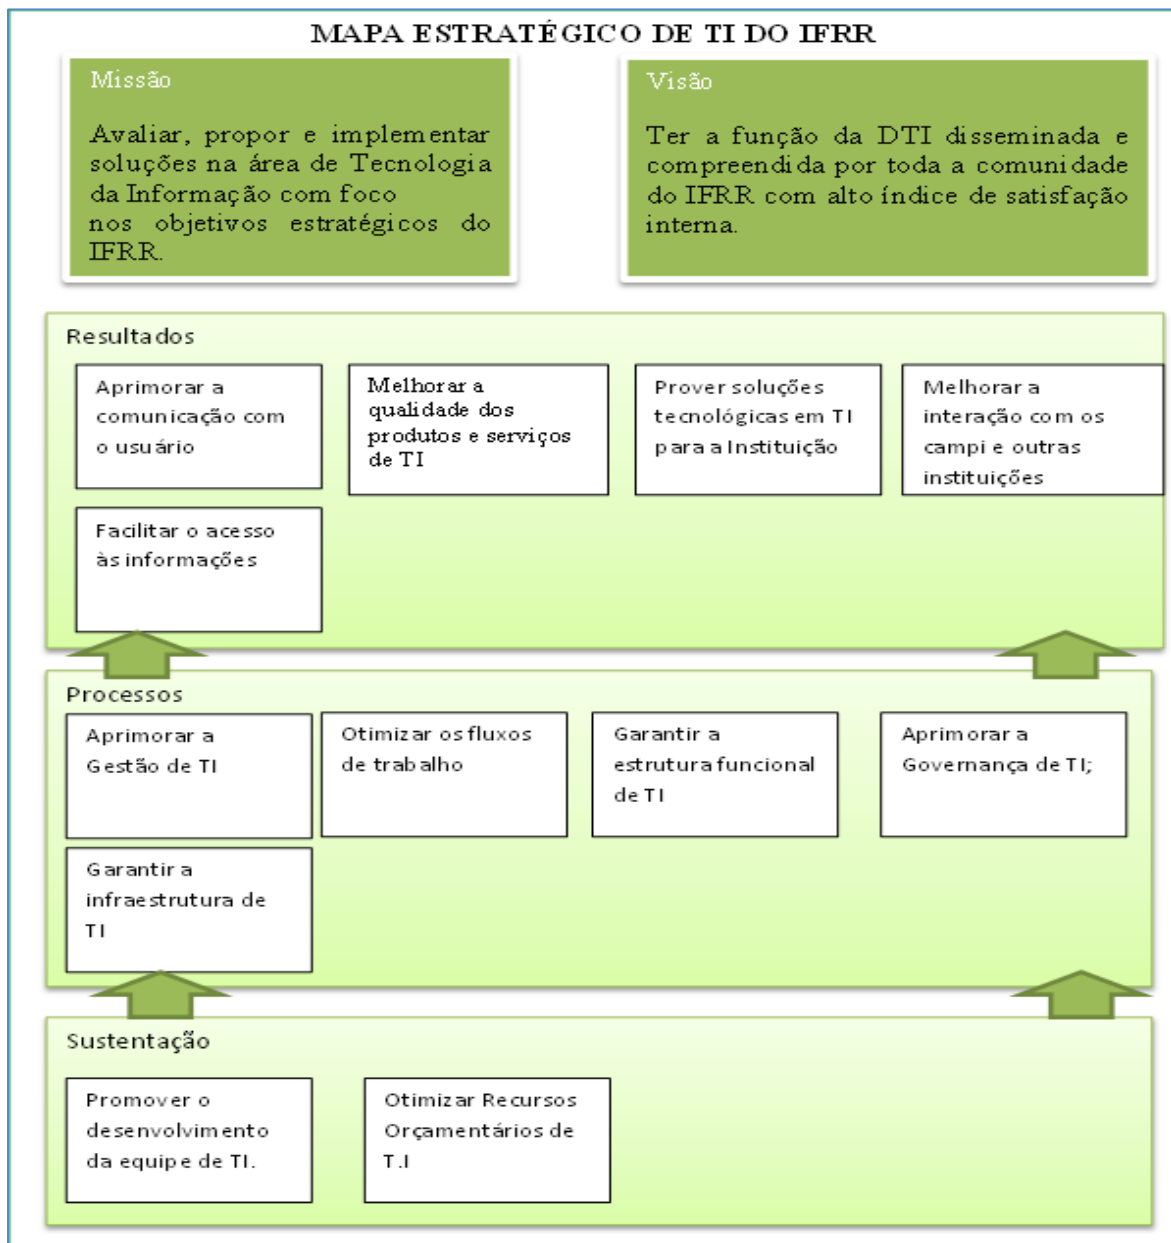 MAPA ESTRATÉGICO DE TI DO IFRR
Missão
Avaliar, propor e implementar
soluções na área de Tecnologia
da Informação com foco
nos objetivos estratégicos do
IFRR.
Visão
Ter a função da DTI disseminada e
compreendida por toda a comunidade
do IFRR com alto índice de satisfação
interna.
Resultados
Aprimorar a
comunicação com
o usuário
Melhorar a
qualidade dos
produtos e serviços
de TI
Prover soluções
tecnológicas em TI
para a Instituição
Melhorar a
interação com os
campi e outras
instituições
Facilitar o acesso
às informações
Processos
Aprimorar a
Gestão de TI
Otimizar os fluxos
de trabalho
Garantir a
estrutura funcional
de TI
Aprimorar a
Governança de TI;
Garantir a
infraestrutura de
TI
Sustentação
Promover o
desenvolvimento
da equipe de TI.
Otimizar Recursos
Orçamentários de
T.I